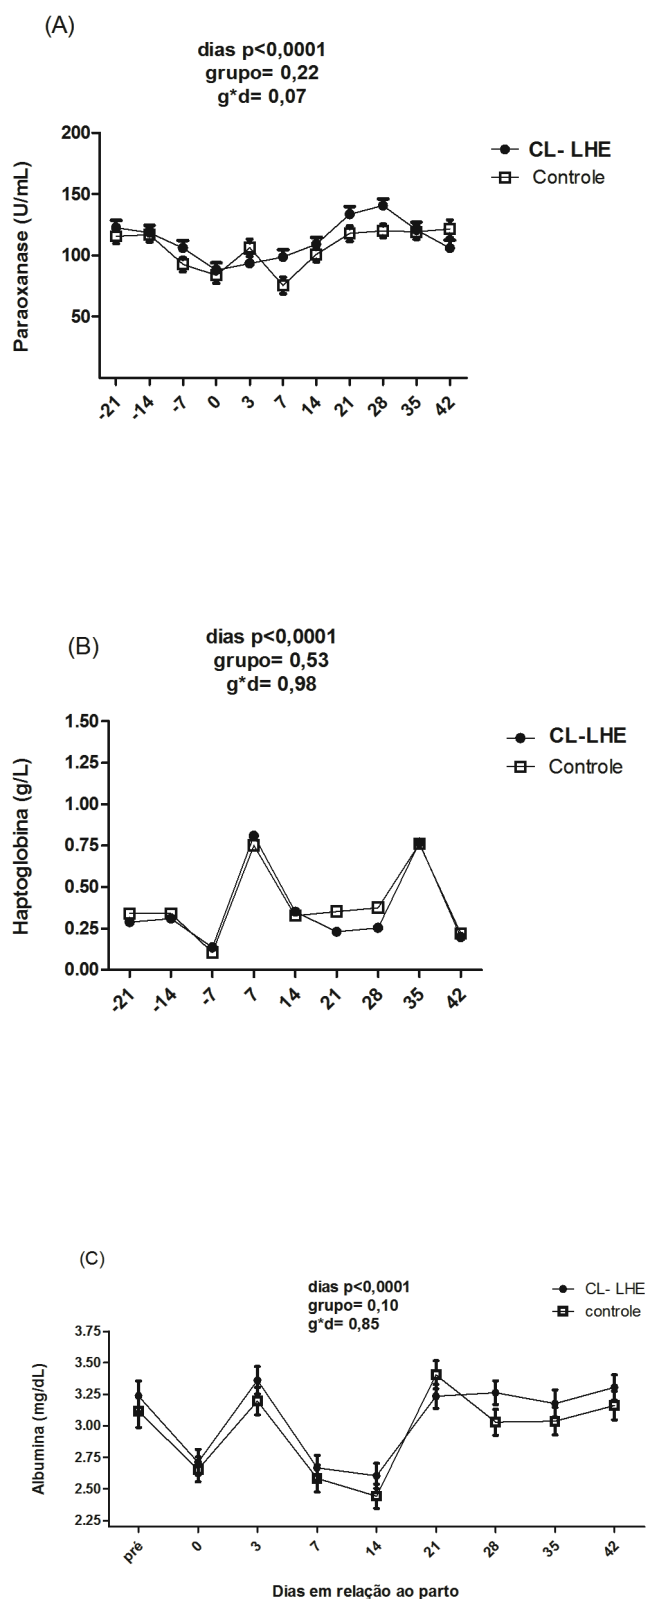 (A)
dias p<0,0001
grupo= 0,22
g*d= 0,07
CL- LHE
Controle
Paraoxanase (U/mL)
200
150
100
50
-21 -14 -7 0 3 7 14 21 28 35 42
(B)
dias p<0,0001
grupo= 0,53
g*d= 0,98
CL-LHE
Controle
Haptoglobina (g/L)
1.50
1.25
1.00
0.75
0.50
0.25
0.00
-21 -14 -7 7 14 21 28 35 42
(C)
dias p<0,0001
grupo= 0,10
g*d= 0,85
CL- LHE
controle
Albumina (mg/dL)
3.75
3.50
3.25
3.00
2.75
2.50
2.25
pré 0 3 7 14 21 28 35 42
Dias em relação ao parto